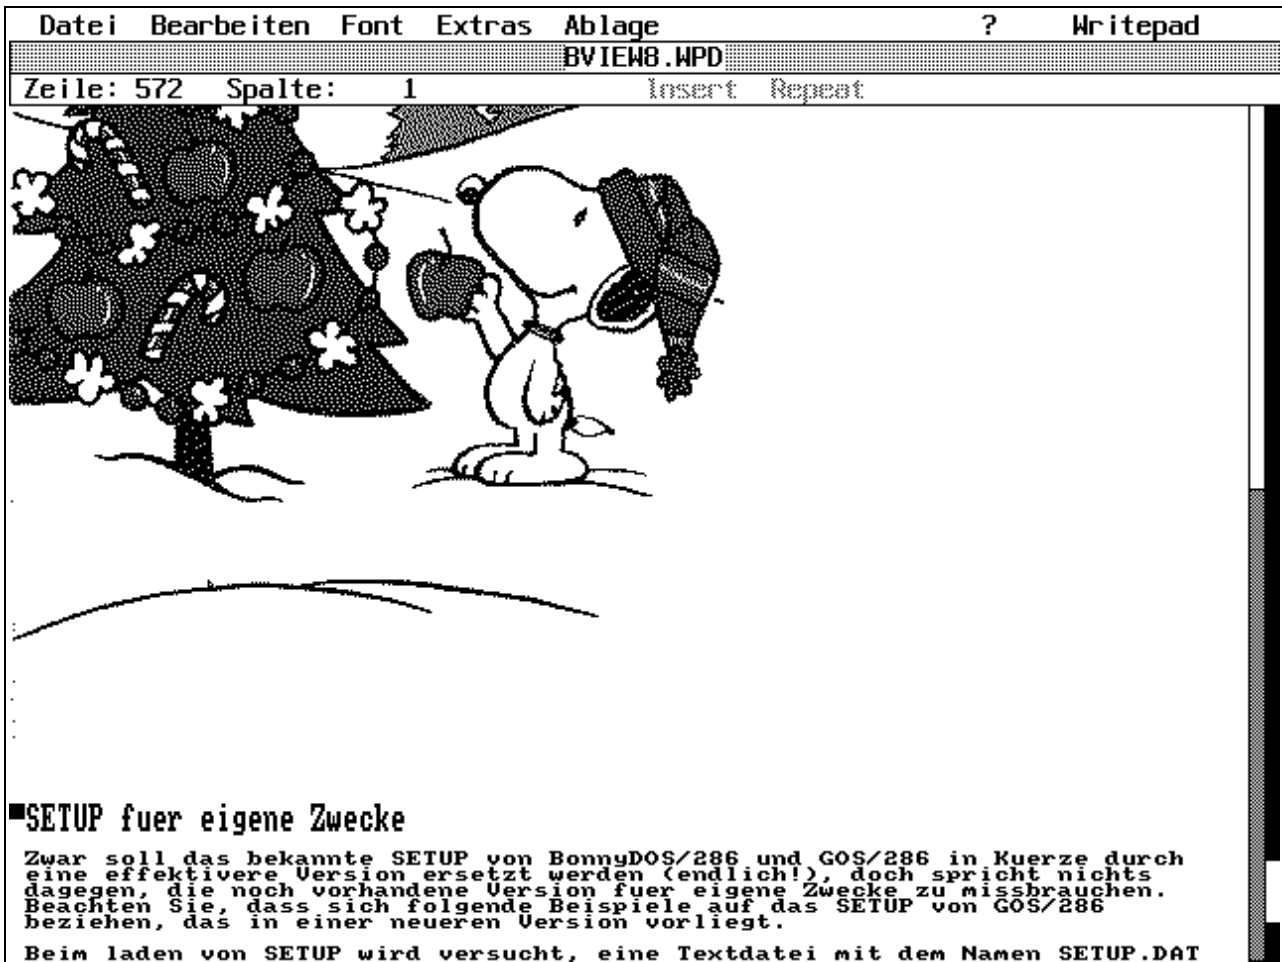 Datei Bearbeiten Font Extras Ablage ? Writepad
BVIEW8.WPD
Zeile: 572 Spalte: 1 Insert Repeat
SETUP fuer eigene Zwecke
Zwar soll das bekannte SETUP von BonnyDOS/286 und GOS/286 in Kuerze durch
eine effektivere Version ersetzt werden (endlich!), doch spricht nichts
dagegen, die noch vorhandene Version fuer eigene Zwecke zu missbrauchen.
Beachten Sie, dass sich folgende Beispiele auf das SETUP von GOS/286
beziehen, das in einer neueren Version vorliegt.
Beim laden von SETUP wird versucht, eine Textdatei mit dem Namen SETUP.DAT